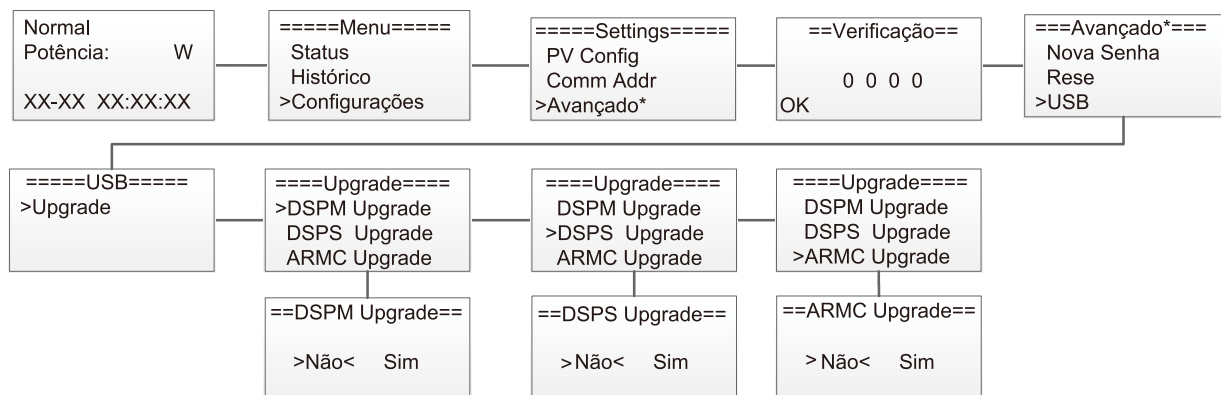 Normal
Potência: W
XX-XX XX:XX:XX
=====Menu=====
Status
Histórico
>Configurações
=====Settings=====
PV Config
Comm Addr
>Avançado*
==Verificação==
0 0 0 0
OK
===Avançado*===
Nova Senha
Rese
>USB
=====USB=====
>Upgrade
====Upgrade====
>DSPM Upgrade
DSPS Upgrade
ARMC Upgrade
====Upgrade====
DSPM Upgrade
>DSPS Upgrade
ARMC Upgrade
====Upgrade====
DSPM Upgrade
DSPS Upgrade
>ARMC Upgrade
==DSPM Upgrade==
>Não< Sim
==DSPS Upgrade==
>Não< Sim
==ARMC Upgrade==
>Não< Sim